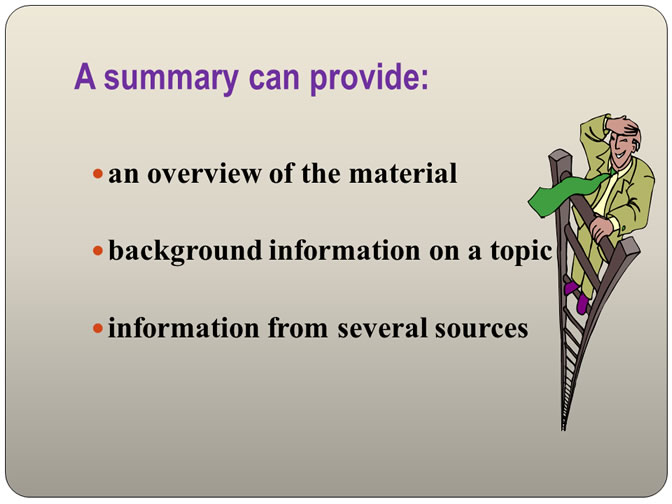 A summary can provide:
an overview of the material
background information on a topic
information from several sources